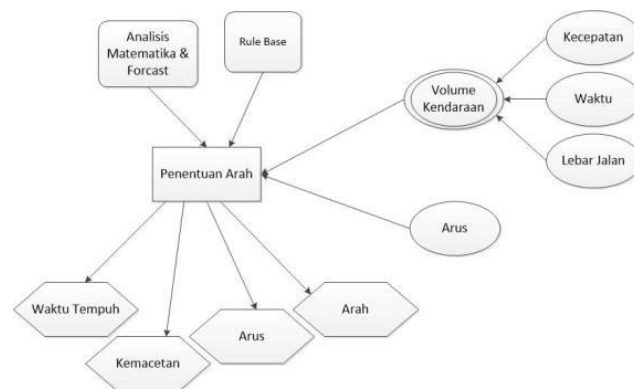 Analisis
Matematika &
Forcast
Rule Base
Kecepatan
Volume
Kendaraan
Waktu
Lebar Jalan
Penentuan Arah
Arus
Waktu Tempuh
Kemacetan
Arus
Arah